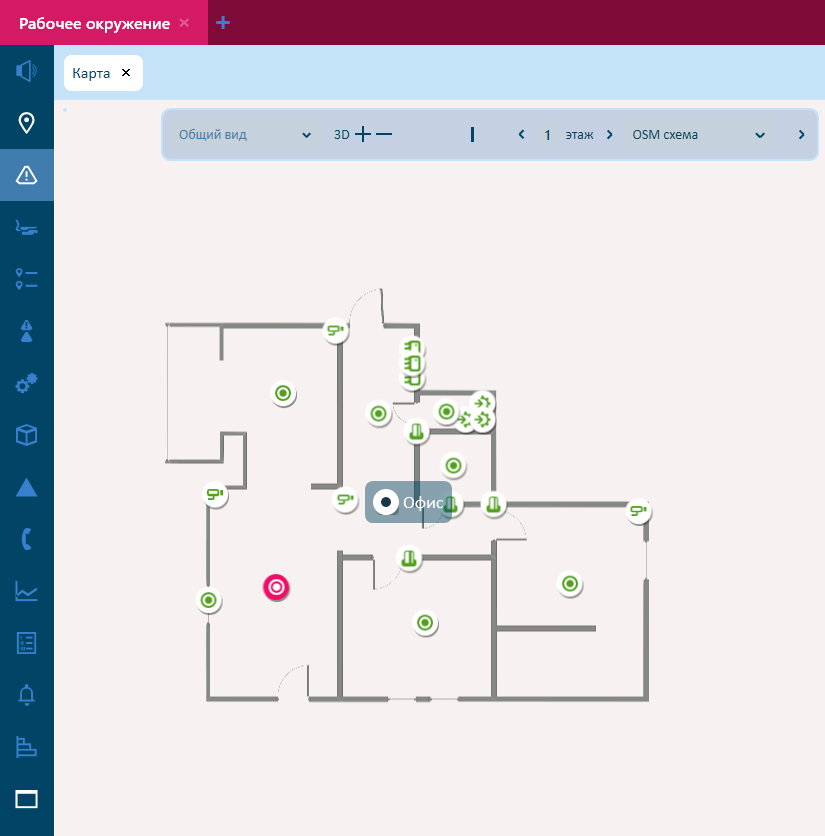 Рабочее окружение
Карта
Общий вид 3D 1 этаж OSM схема
Офис